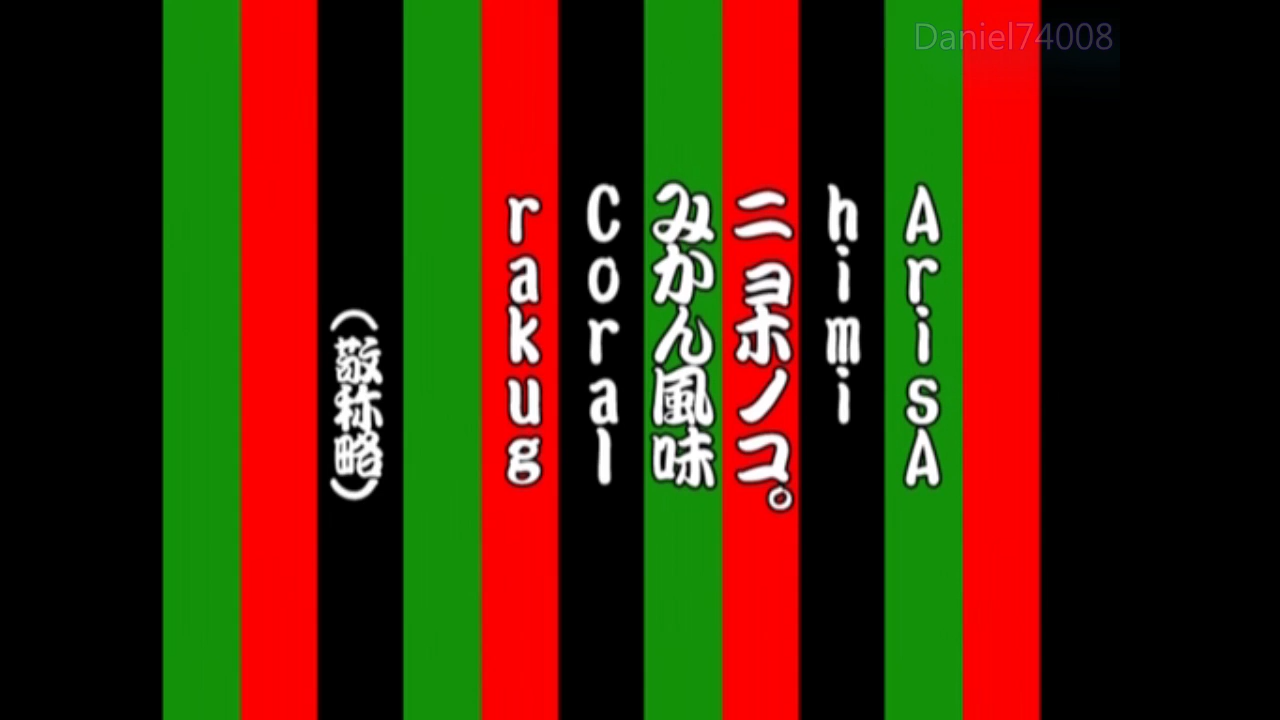 Daniel74008
ArisA
himi
ニョホノコ。
みかん風味
Coral
rakug
（敬称略）